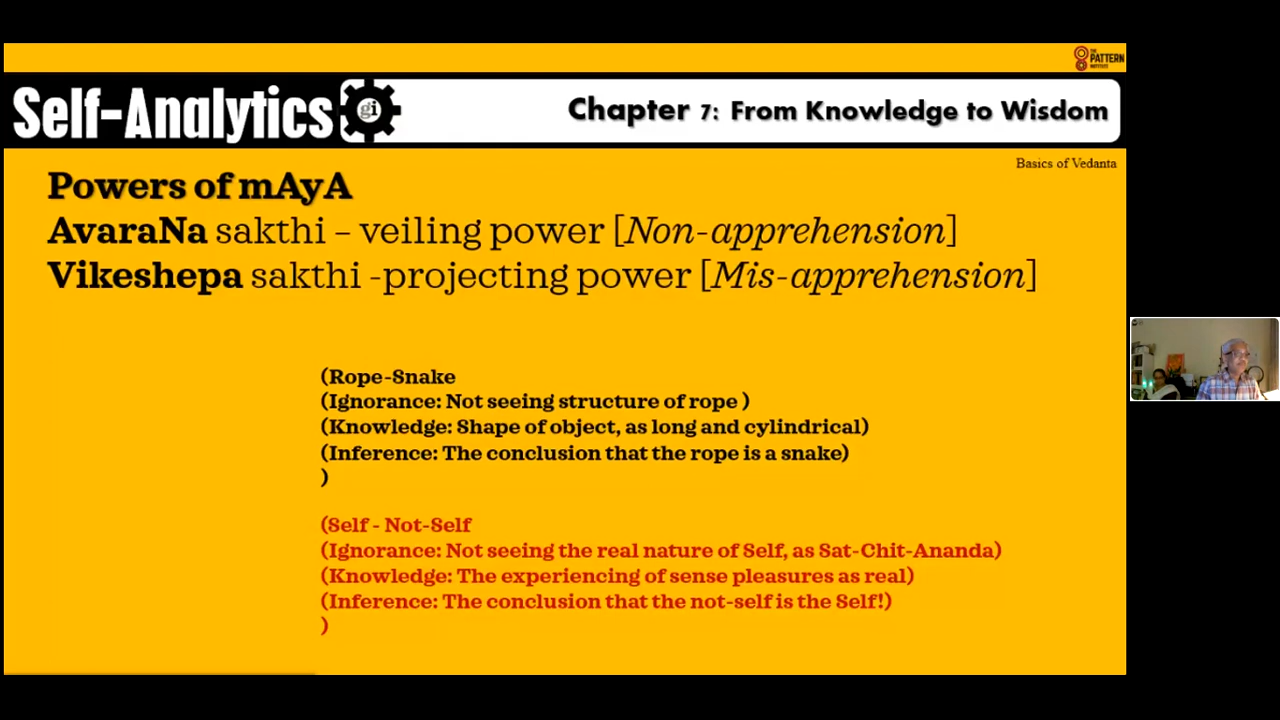 THE
PATTERN
INSTITUTE
Self-Analytics
gi
Chapter 7: From Knowledge to Wisdom
Basics of Vedanta
Powers of mAyA
AvaraNa sakthi – veiling power [Non-apprehension]
Vikeshepa sakthi -projecting power [Mis-apprehension]
(Rope-Snake
(Ignorance: Not seeing structure of rope )
(Knowledge: Shape of object, as long and cylindrical)
(Inference: The conclusion that the rope is a snake)
)
(Self - Not-Self
(Ignorance: Not seeing the real nature of Self, as Sat-Chit-Ananda)
(Knowledge: The experiencing of sense pleasures as real)
(Inference: The conclusion that the not-self is the Self!)
)